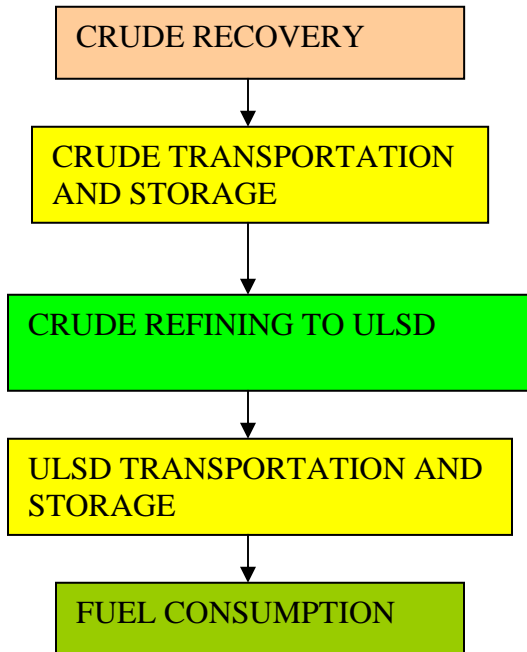 CRUDE RECOVERY
CRUDE TRANSPORTATION
AND STORAGE
CRUDE REFINING TO ULSD
ULSD TRANSPORTATION AND
STORAGE
FUEL CONSUMPTION